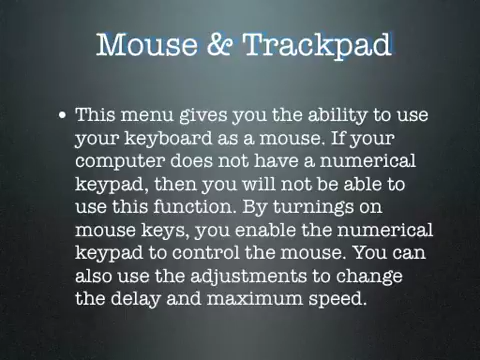 Mouse & Trackpad
• This menu gives you the ability to use
your keyboard as a mouse. If your
computer does not have a numerical
keypad, then you will not be able to
use this function. By turnings on
mouse keys, you enable the numerical
keypad to control the mouse. You can
also use the adjustments to change
the delay and maximum speed.